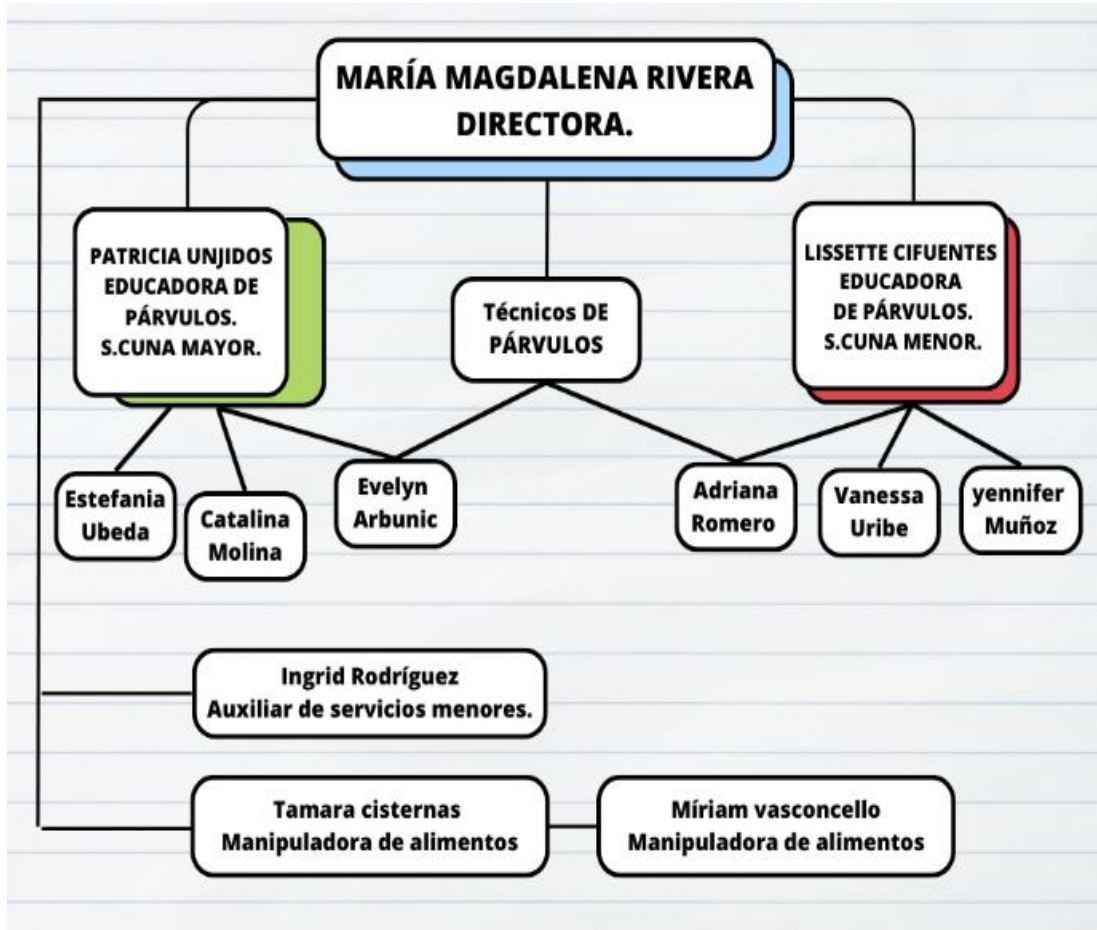 MARÍA MAGDALENA RIVERA
DIRECTORA.
PATRICIA UNJIDOS
EDUCADORA DE
PÁRVULOS.
S.CUNA MAYOR.
Técnicos DE
PÁRVULOS
LISSETTE CIFUENTES
EDUCADORA
DE PÁRVULOS.
S.CUNA MENOR.
Estefania
Ubeda
Catalina
Molina
Evelyn
Arbunic
Adriana
Romero
Vanessa
Uribe
yennifer
Muñoz
Ingrid Rodríguez
Auxiliar de servicios menores.
Tamara cisternas
Manipuladora de alimentos
Míriam vasconcello
Manipuladora de alimentos